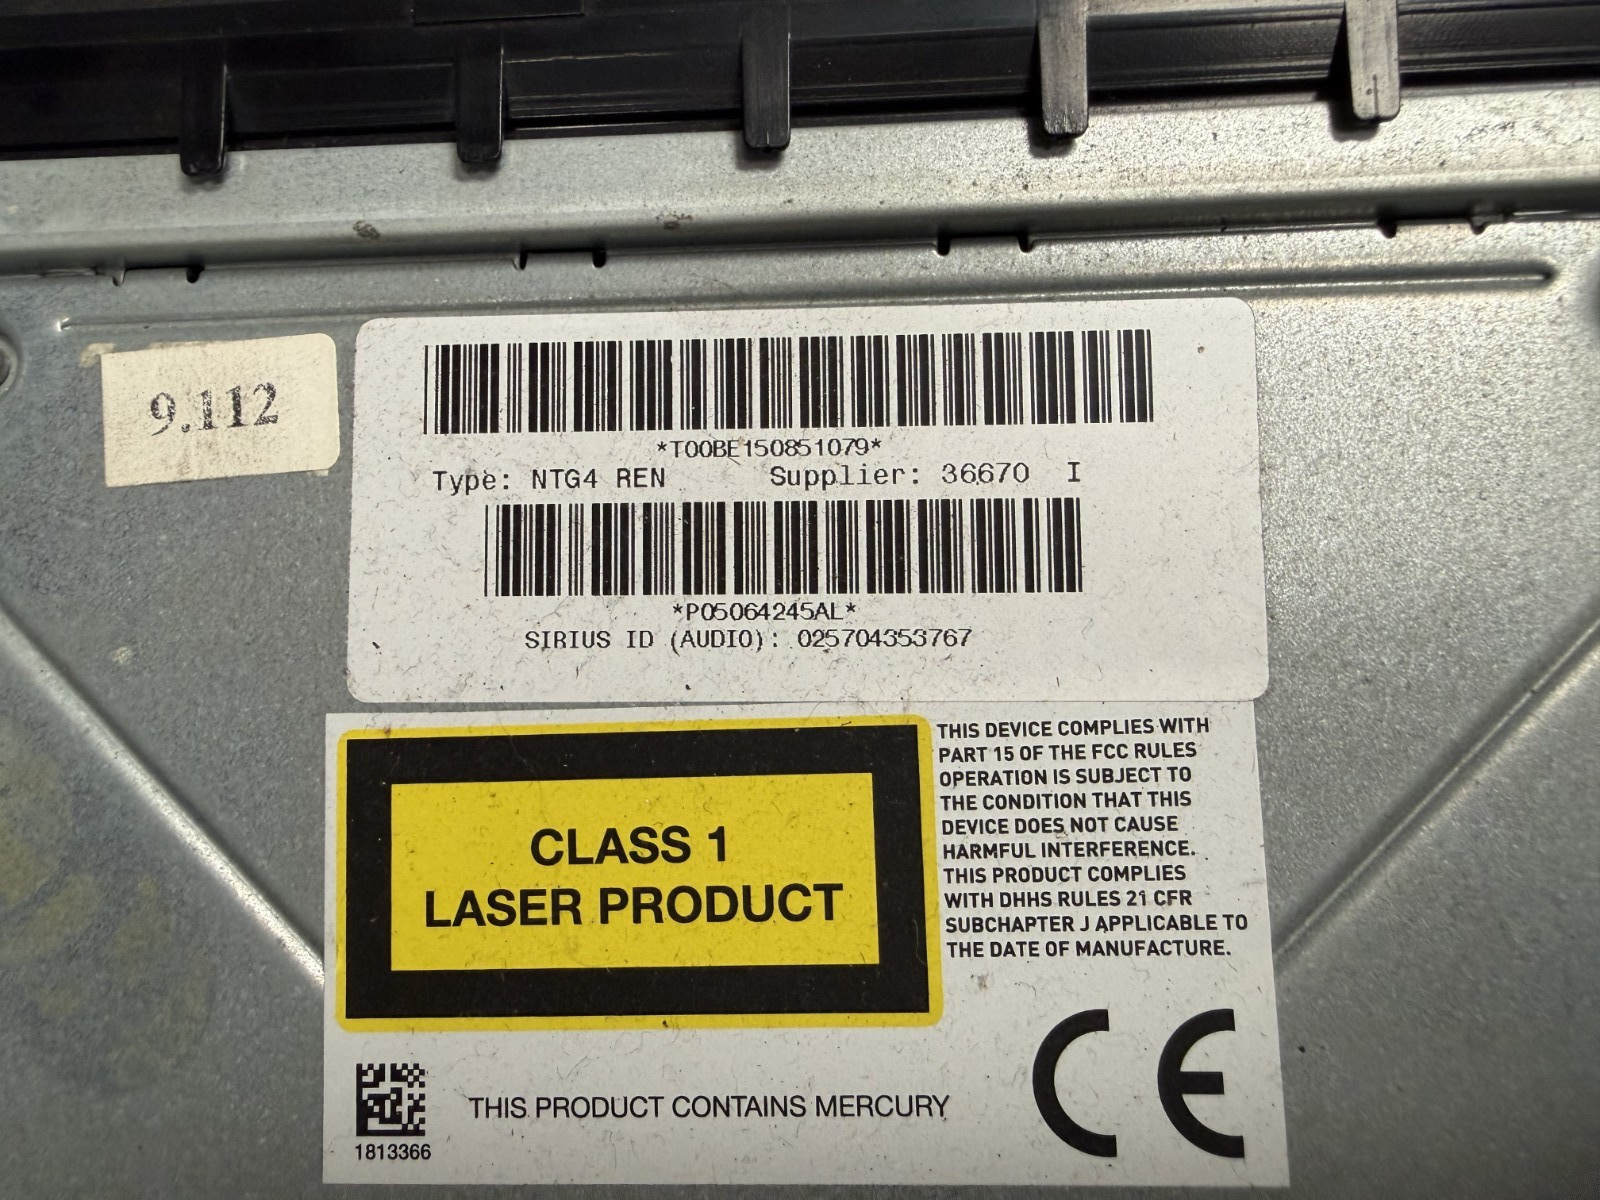 9.112
*T00BE150851079*
Type: NTG4 REN Supplier: 36670 I
*P05064245AL*
SIRIUS ID (AUDIO): 025704353767
CLASS 1
LASER PRODUCT
THIS DEVICE COMPLIES WITH
PART 15 OF THE FCC RULES
OPERATION IS SUBJECT TO
THE CONDITION THAT THIS
DEVICE DOES NOT CAUSE
HARMFUL INTERFERENCE.
THIS PRODUCT COMPLIES
WITH DHHS RULES 21 CFR
SUBCHAPTER J APPLICABLE TO
THE DATE OF MANUFACTURE.
THIS PRODUCT CONTAINS MERCURY
CE
1813366